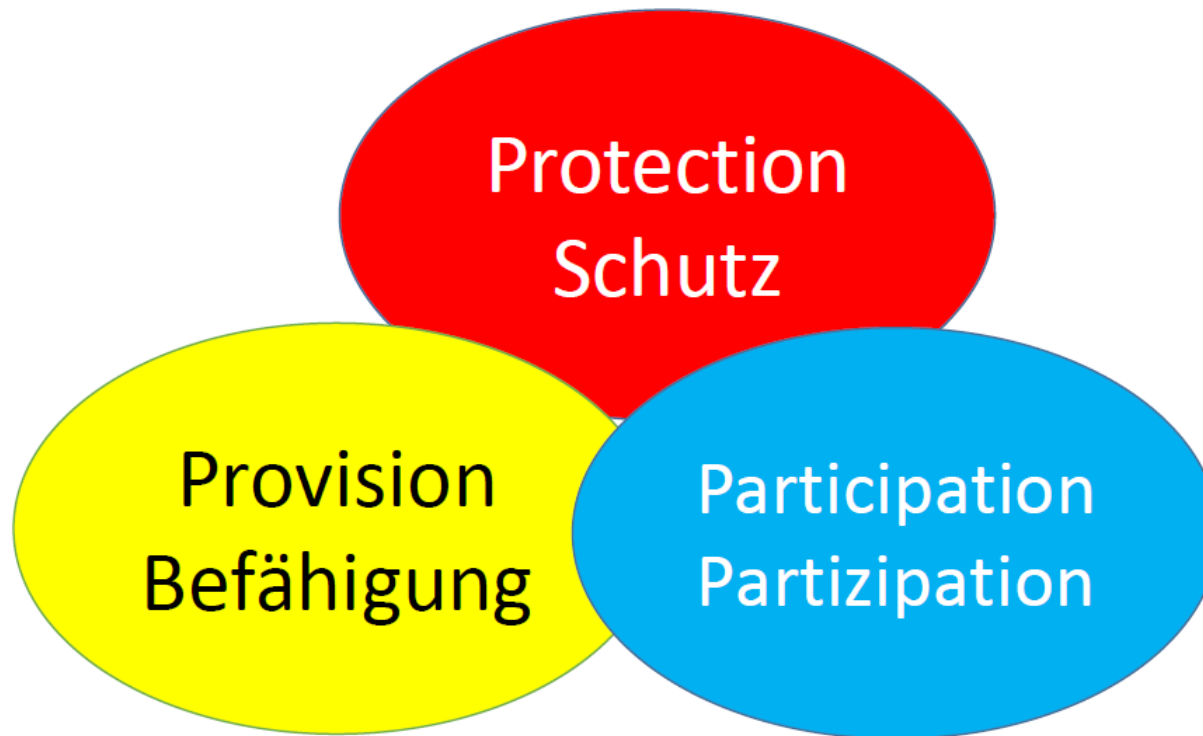 Protection
Schutz
Provision
Befähigung
Participation
Partizipation